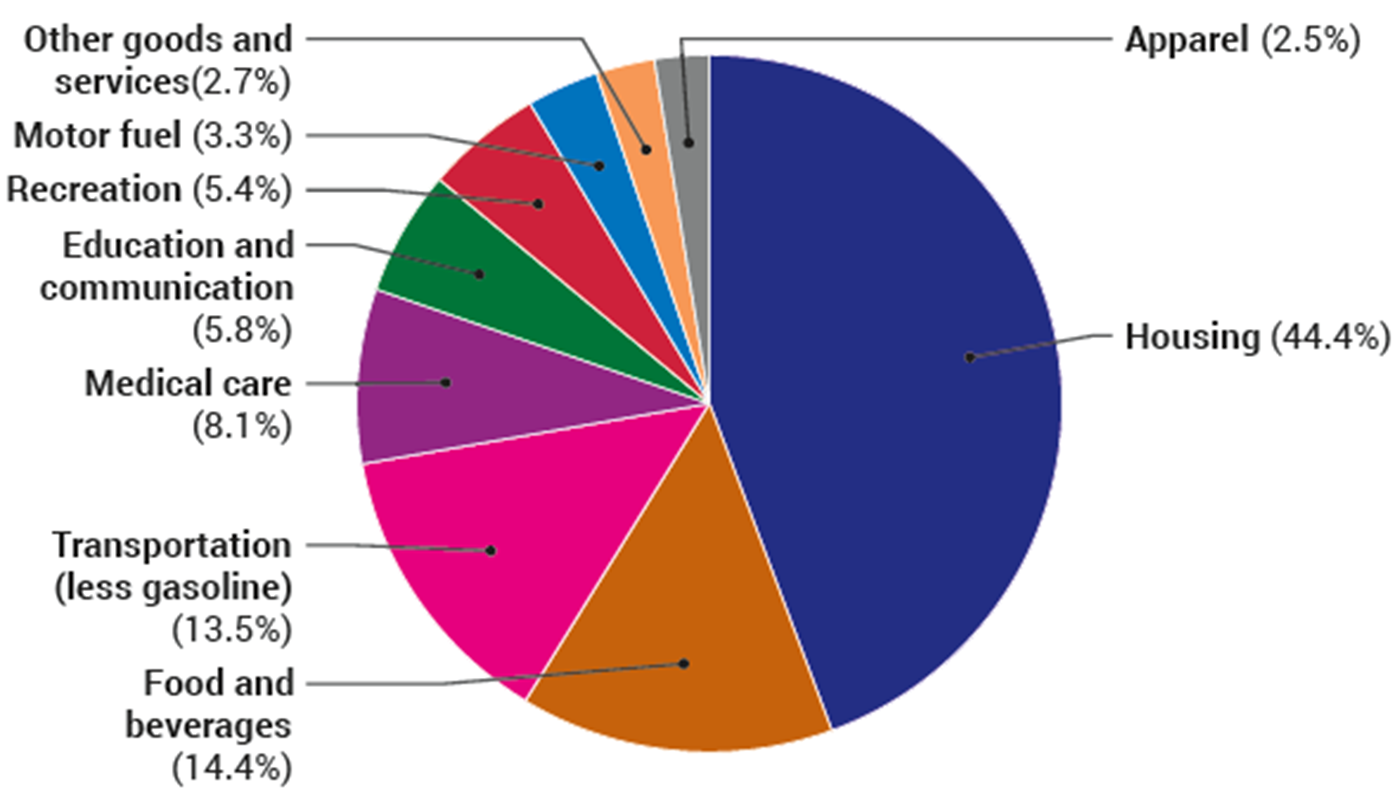 Other goods and
services(2.7%)
Motor fuel (3.3%)
Recreation (5.4%)
Education and
communication
(5.8%)
Medical care
(8.1%)
Transportation
(less gasoline)
(13.5%)
Food and
beverages
(14.4%)
Apparel (2.5%)
Housing (44.4%)